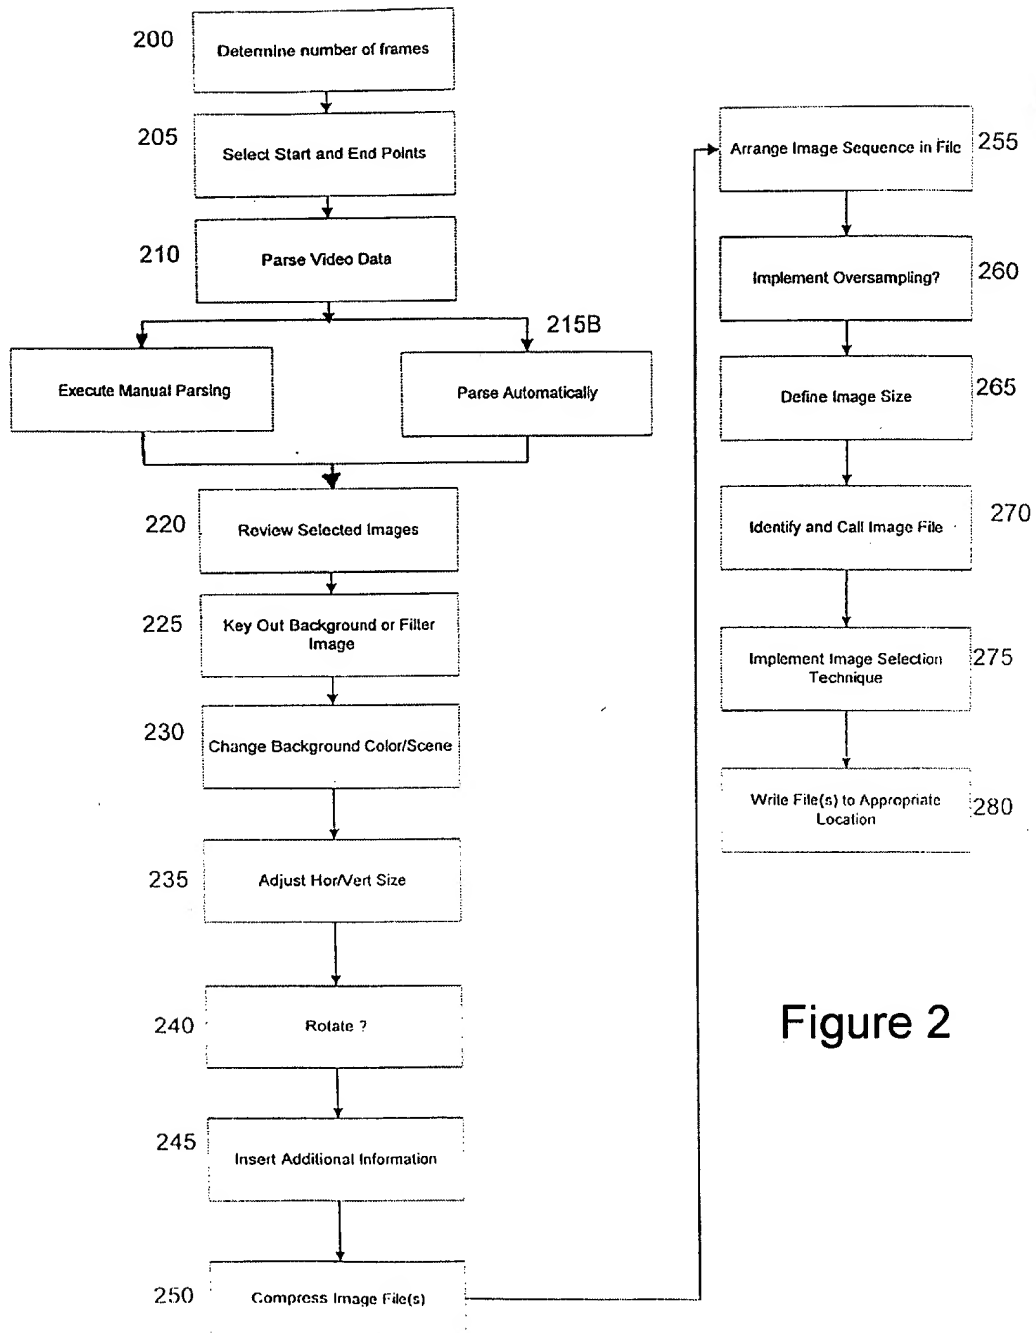 200
Determine number of frames
205
Select Start and End Points
210
Parse Video Data
215B
Execute Manual Parsing
Parse Automatically
220
Review Selected Images
225
Key Out Background or Filter
Image
230
Change Background Color/Scene
235
Adjust Hor/Vert Size
240
Rotate ?
245
Insert Additional Information
250
Compress Image File(s)
Arrange Image Sequence in File
255
Implement Oversampling?
260
Define Image Size
265
Identify and Call Image File
270
Implement Image Selection
Technique
275
Write File(s) to Appropriate
Location
280
Figure 2